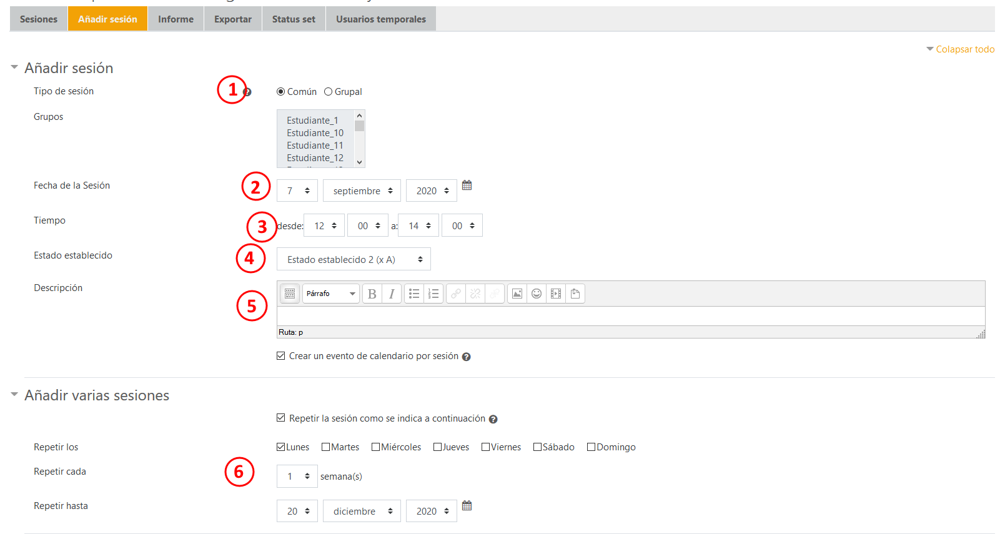 Sesiones Añadir sesión Informe Exportar Status set Usuarios temporales
Colapsar todo
Añadir sesión
Tipo de sesión 1 ? Común Grupal
Grupos
Estudiante_1
Estudiante_10
Estudiante_11
Estudiante_12
Fecha de la Sesión 2 7 septiembre 2020
Tiempo 3 desde: 12 00 a: 14 00
Estado establecido 4 Estado establecido 2 (x A)
Descripción 5 Párrafo B I
Ruta: p
Crear un evento de calendario por sesión ?
Añadir varias sesiones
Repetir la sesión como se indica a continuación ?
Repetir los Lunes Martes Miércoles Jueves Viernes Sábado Domingo
Repetir cada 6 1 semana(s)
Repetir hasta 20 diciembre 2020